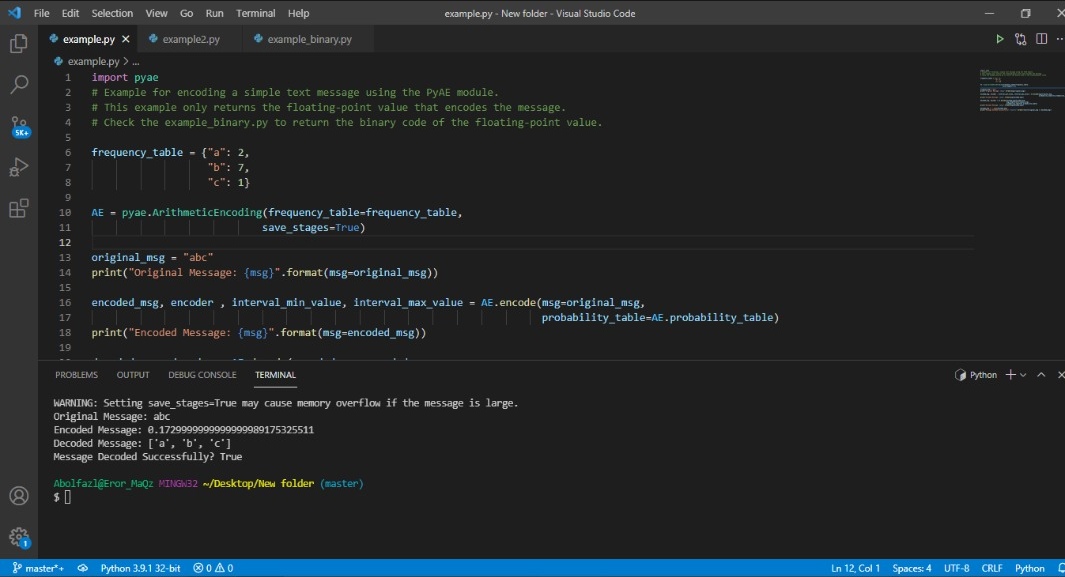 File Edit Selection View Go Run Terminal Help example.py - New folder - Visual Studio Code
example.py example2.py example_binary.py
example.py > ...
1 import pyae
2 # Example for encoding a simple text message using the PyAE module.
3 # This example only returns the floating-point value that encodes the message.
4 # Check the example_binary.py to return the binary code of the floating-point value.
5
6 frequency_table = {"a": 2,
7 "b": 7,
8 "c": 1}
9
10 AE = pyae.ArithmeticEncoding(frequency_table=frequency_table,
11 save_stages=True)
12
13 original_msg = "abc"
14 print("Original Message: {msg}".format(msg=original_msg))
15
16 encoded_msg, encoder , interval_min_value, interval_max_value = AE.encode(msg=original_msg,
17 probability_table=AE.probability_table)
18 print("Encoded Message: {msg}".format(msg=encoded_msg))
19
5K+
PROBLEMS OUTPUT DEBUG CONSOLE TERMINAL Python
WARNING: Setting save_stages=True may cause memory overflow if the message is large.
Original Message: abc
Encoded Message: 0.1729999999999999989175325511
Decoded Message: ['a', 'b', 'c']
Message Decoded Successfully? True
Abolfazl@Eror_MaQz MINGW32 ~/Desktop/New folder (master)
$
1
master*+ Python 3.9.1 32-bit 0 0 Ln 12, Col 1 Spaces: 4 UTF-8 CRLF Python